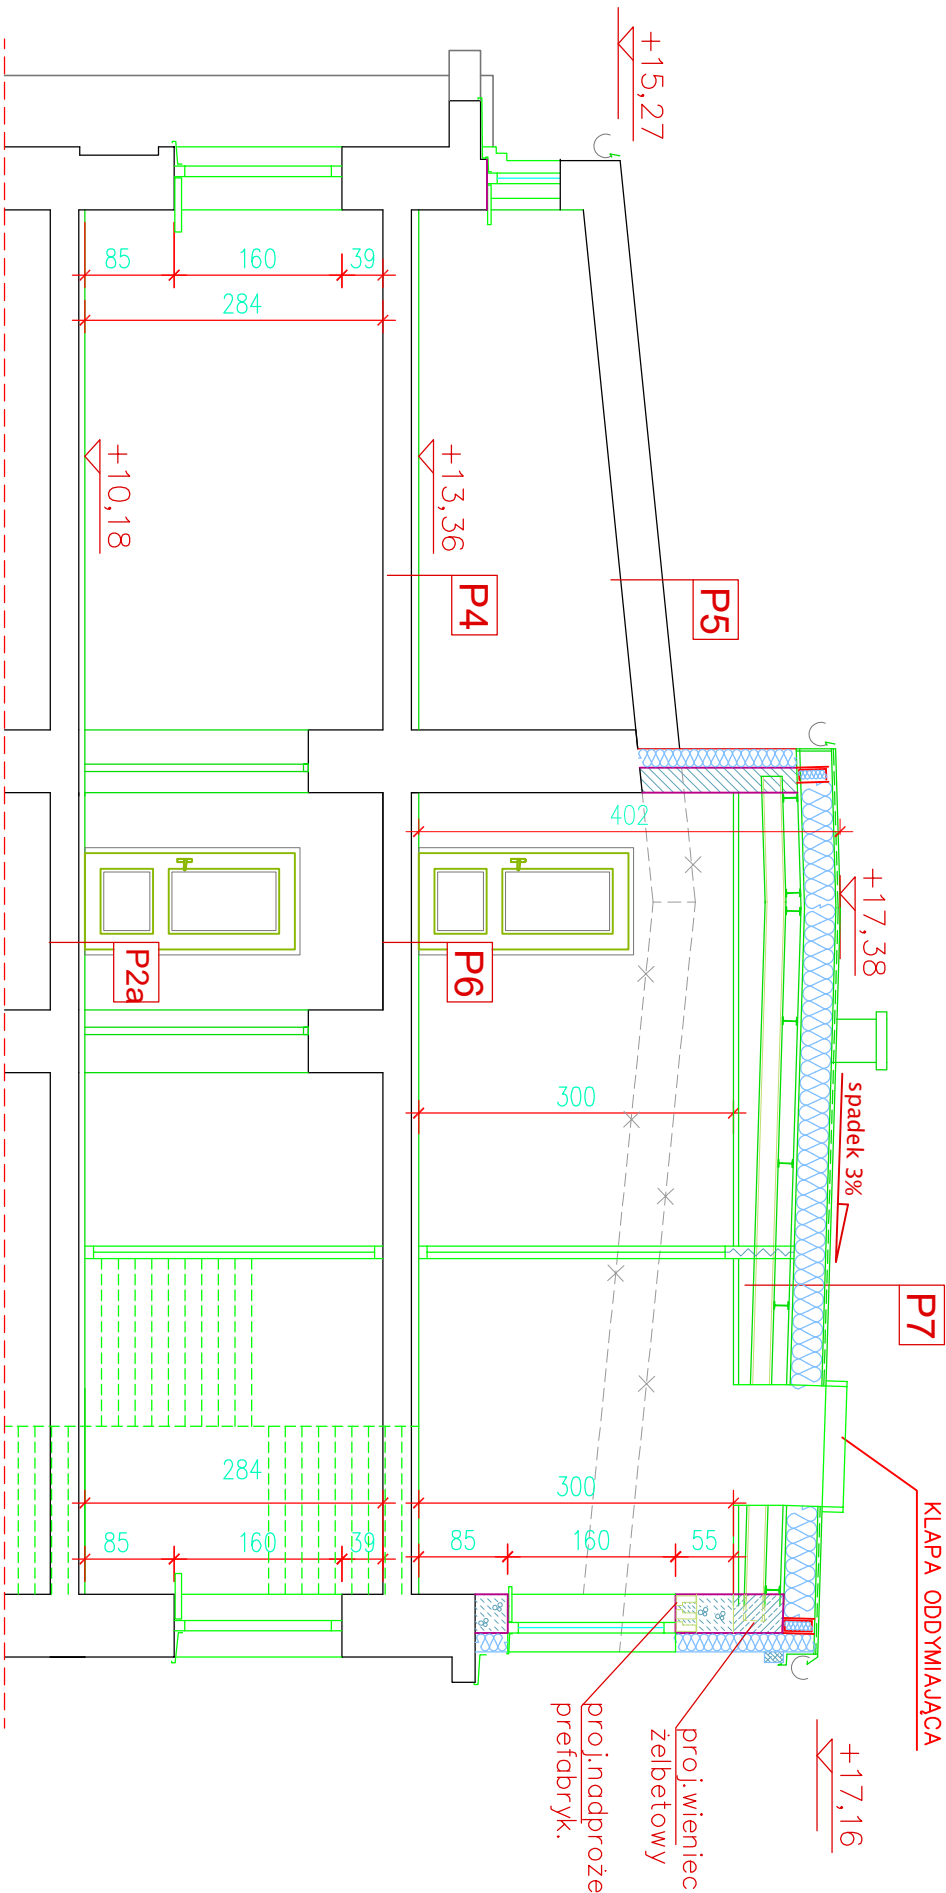 +15,27
+17,38
+17,16
+13,36
+10,18
P5
P4
P7
P6
P2a
spadek 3%
KLAPA ODDYMIAJĄCA
proj.wieniec
żelbetowy
proj.nadproże
prefabryk.
402
300
300
85
160
55
85
160
39
284
284
85
160
39